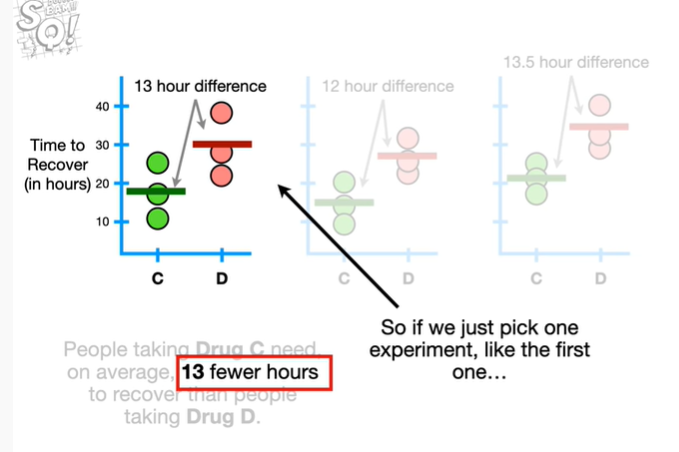 13.5 hour difference
13 hour difference
12 hour difference
40
Time to
Recover
(in hours)
30
20
10
C
D
C
D
C
D
So if we just pick one
experiment, like the first
one…
People taking Drug C need
on average, 13 fewer hours
to recover than people
taking Drug D.